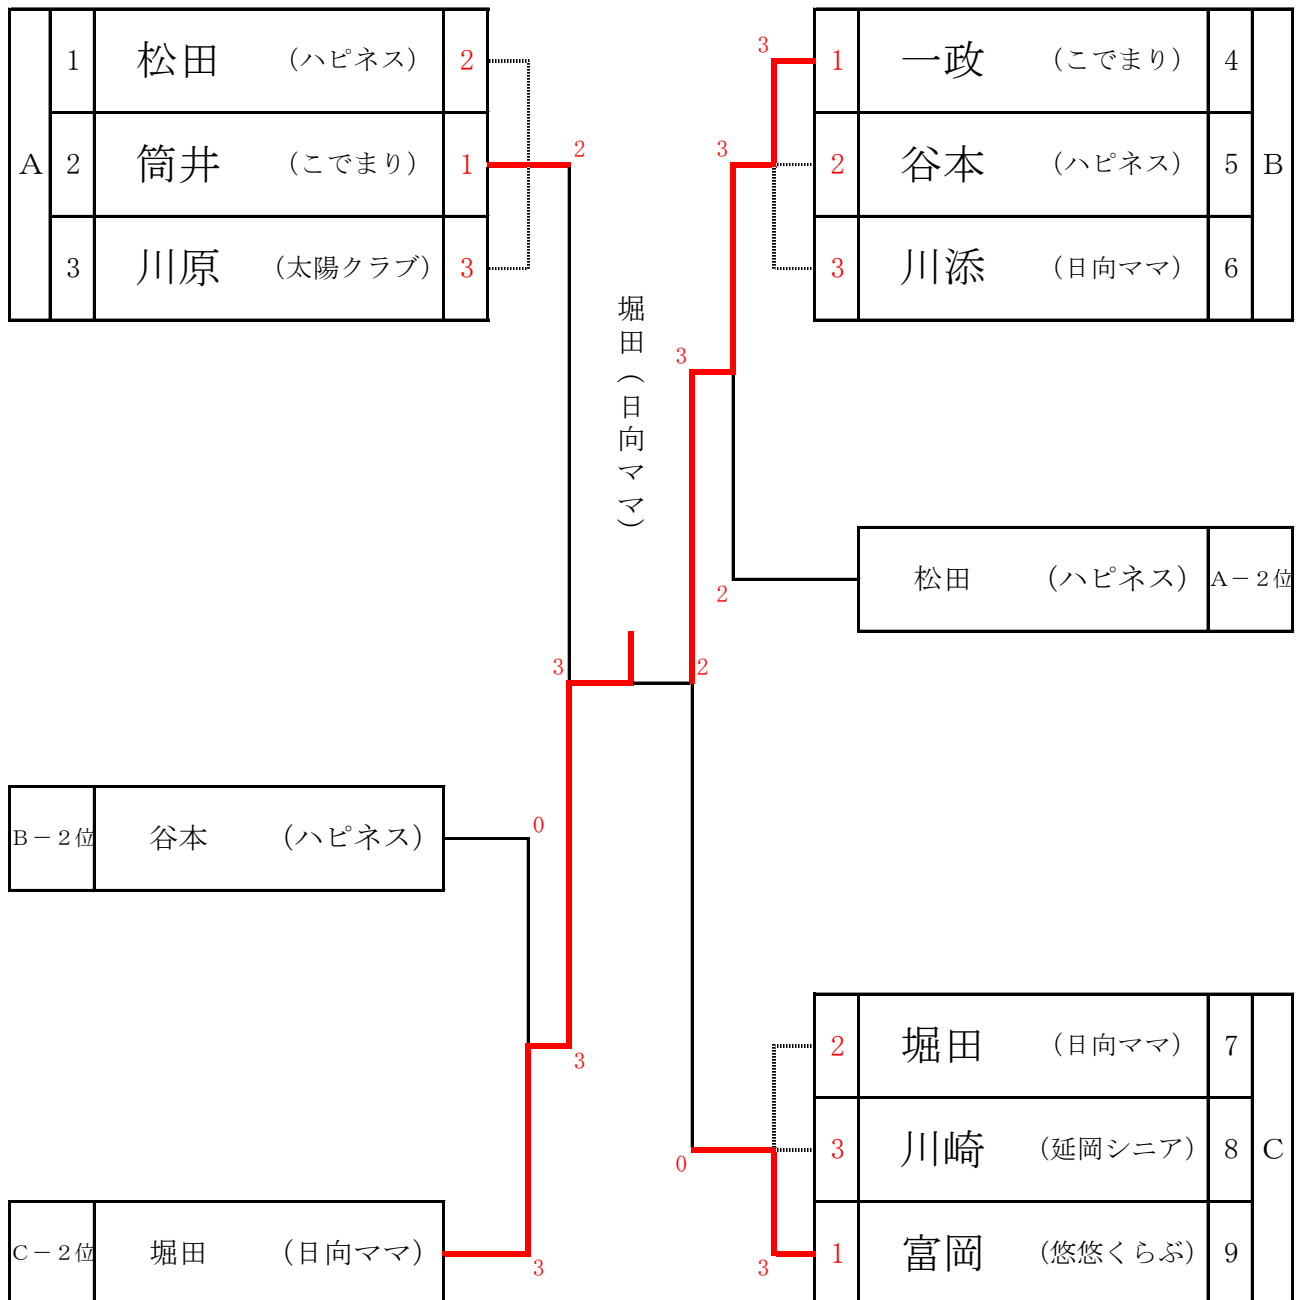 A
1 松田 (ハピネス) 2
2 筒井 (こでまり) 1
3 川原 (太陽クラブ) 3
2
3
3
1 一政 (こでまり) 4
2 谷本 (ハピネス) 5
3 川添 (日向ママ) 6
B
堀田(日向ママ)
3
2
松田 (ハピネス) A-2位
3
2
B-2位 谷本 (ハピネス)
0
3
C-2位 堀田 (日向ママ)
3
0
3
2 堀田 (日向ママ) 7
3 川崎 (延岡シニア) 8
1 富岡 (悠悠くらぶ) 9
C